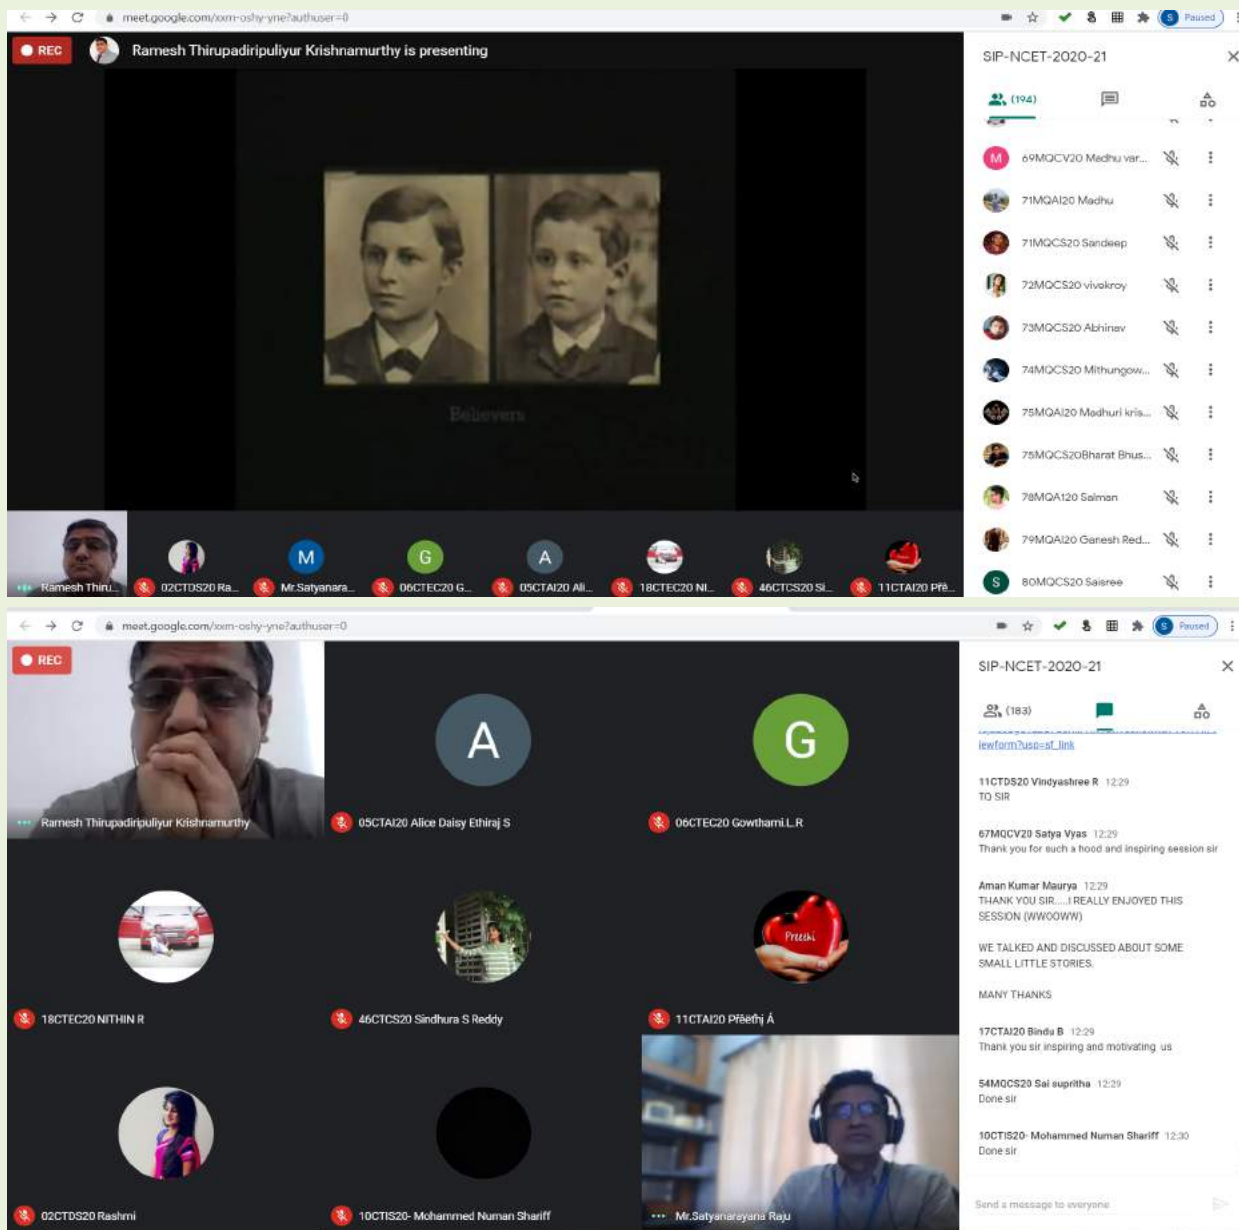 meet.google.com/xxm-oshy-yne?authuser=0
S Paused
REC
Ramesh Thirupadiripuliyur Krishnamurthy is presenting
SIP-NCET-2020-21
(194)
M 69MQCV20 Madhu var...
71MQAI20 Madhu
71MQCS20 Sandeep
72MQCS20 vivekroy
73MQCS20 Abhinav
74MQCS20 Mithungow...
75MQAI20 Madhuri kris...
75MQCS20Bharat Bhus...
78MQA120 Salman
79MQAI20 Ganesh Red...
S 80MQCS20 Saisree
Believers
M
G
A
Ramesh Thiru...
02CTDS20 Ra...
Mr.Satyanara...
06CTEC20 G...
05CTAI20 Ali...
18CTEC20 NI...
46CTCS20 Si...
11CTAI20 Přě...
meet.google.com/xxm-oshy-yne?authuser=0
S Paused
REC
A
G
Ramesh Thirupadiripuliyur Krishnamurthy
05CTAI20 Alice Daisy Ethiraj S
06CTEC20 Gowthami.L.R
Preethi
18CTEC20 NITHIN R
46CTCS20 Sindhura S Reddy
11CTAI20 Přěěthj Á
02CTDS20 Rashmi
10CTIS20- Mohammed Numan Shariff
Mr.Satyanarayana Raju
SIP-NCET-2020-21
(183)
iewform?usp=sf_link
11CTDS20 Vindyashree R 12:29
TO SIR
67MQCV20 Satya Vyas 12:29
Thank you for such a hood and inspiring session sir
Aman Kumar Maurya 12:29
THANK YOU SIR.....I REALLY ENJOYED THIS
SESSION (WWOOWW)
WE TALKED AND DISCUSSED ABOUT SOME
SMALL LITTLE STORIES.
MANY THANKS
17CTAI20 Bindu B 12:29
Thank you sir inspiring and motivating us
54MQCS20 Sai supritha 12:29
Done sir
10CTIS20- Mohammed Numan Shariff 12:30
Done sir
Send a message to everyone